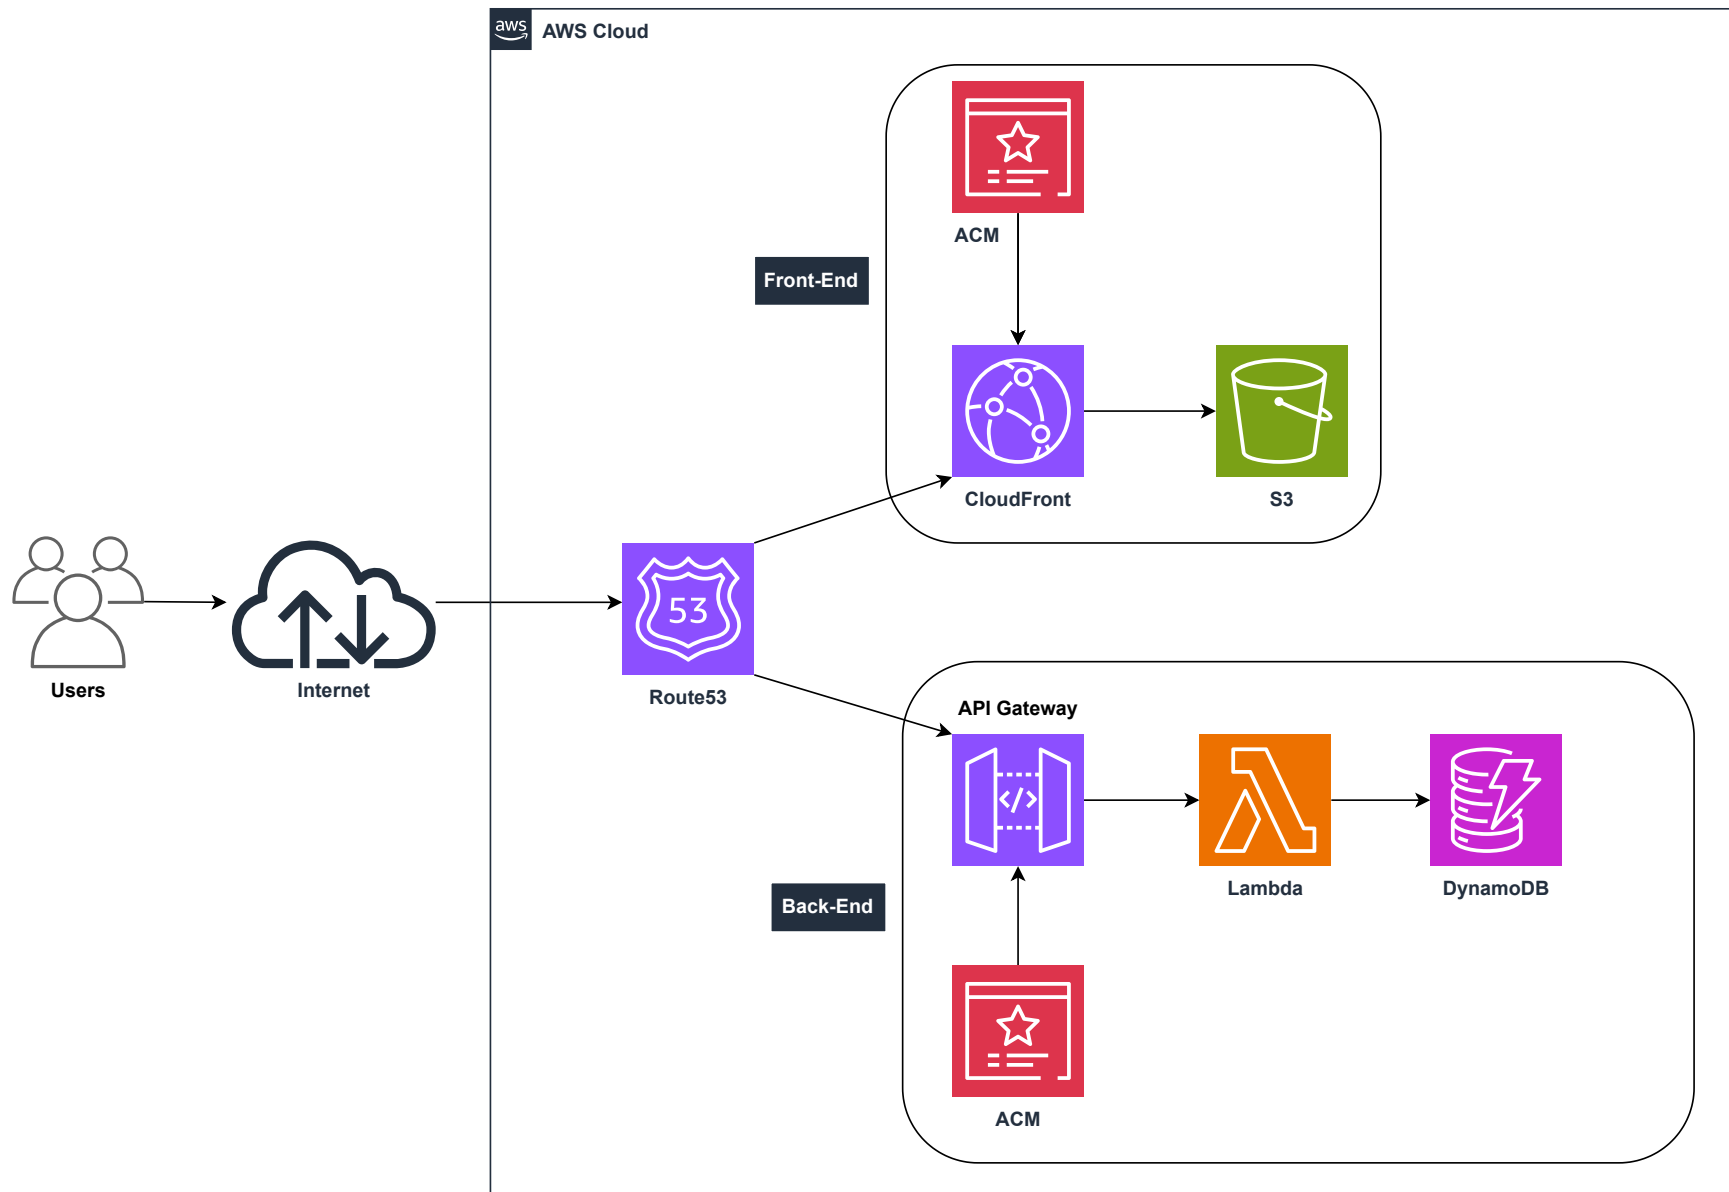 aws
AWS Cloud
ACM
Front-End
CloudFront
S3
53
Users
Internet
Route53
API Gateway
</>
Lambda
DynamoDB
Back-End
ACM